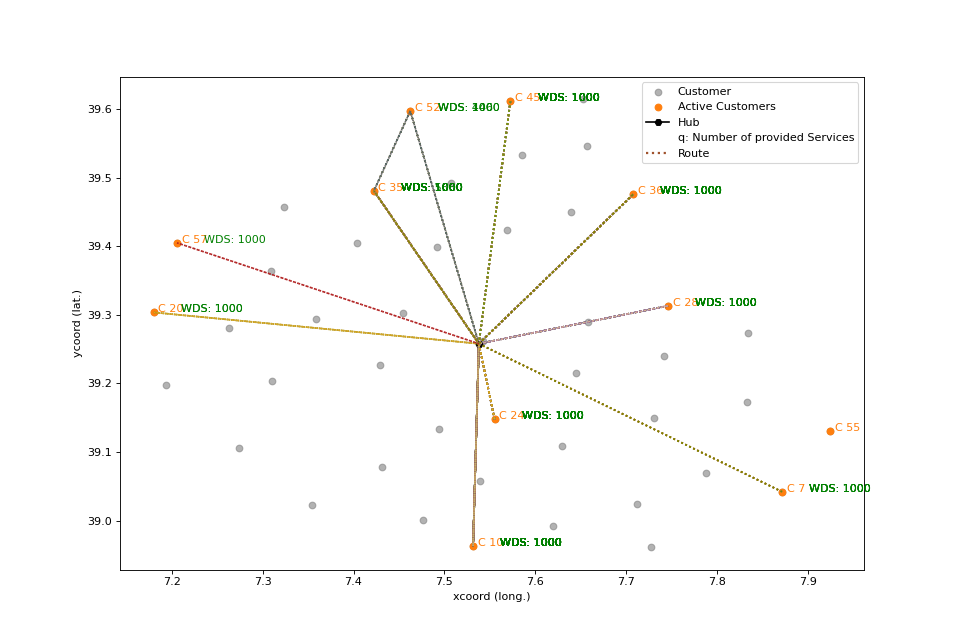 Customer
Active Customers
Hub
q: Number of provided Services
Route
C 52 WDS:
C 45 WDS: 1000
C 35 WDS:
C 36 WDS: 1000
C 57 WDS: 1000
C 20 WDS: 1000
C 28 WDS: 1000
C 24 WDS: 1000
C 55
C 7 WDS: 1000
WDS: 1000
39.6
39.5
39.4
39.3
39.2
39.1
39.0
ycoord (lat.)
7.2 7.3 7.4 7.5 7.6 7.7 7.8 7.9
xcoord (long.)